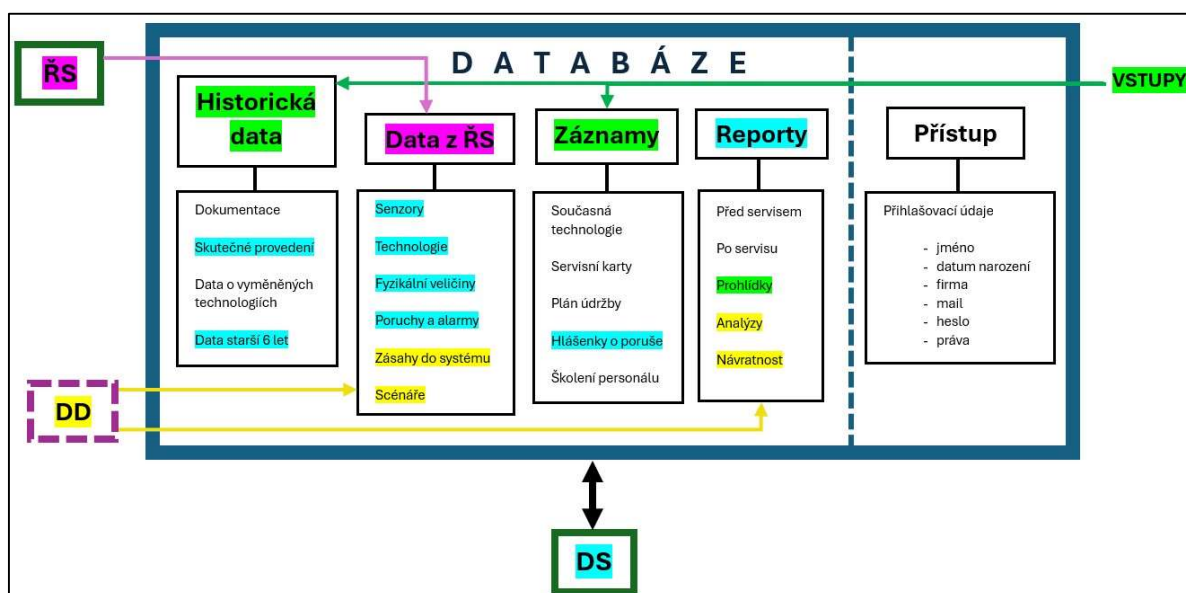 ŘS
DATABÁZE
VSTUPY
Historická
data
Data z ŘS
Záznamy
Reporty
Přístup
Dokumentace
Skutečné provedení
Data o vyměněných
technologiích
Data starší 6 let
Senzory
Technologie
Fyzikální veličiny
Poruchy a alarmy
Zásahy do systému
Scénáře
Současná
technologie
Servisní karty
Plán údržby
Hlášenky o poruše
Školení personálu
Před servisem
Po servisu
Prohlídky
Analýzy
Návratnost
Přihlašovací údaje
- jméno
- datum narození
- firma
- mail
- heslo
- práva
DD
DS